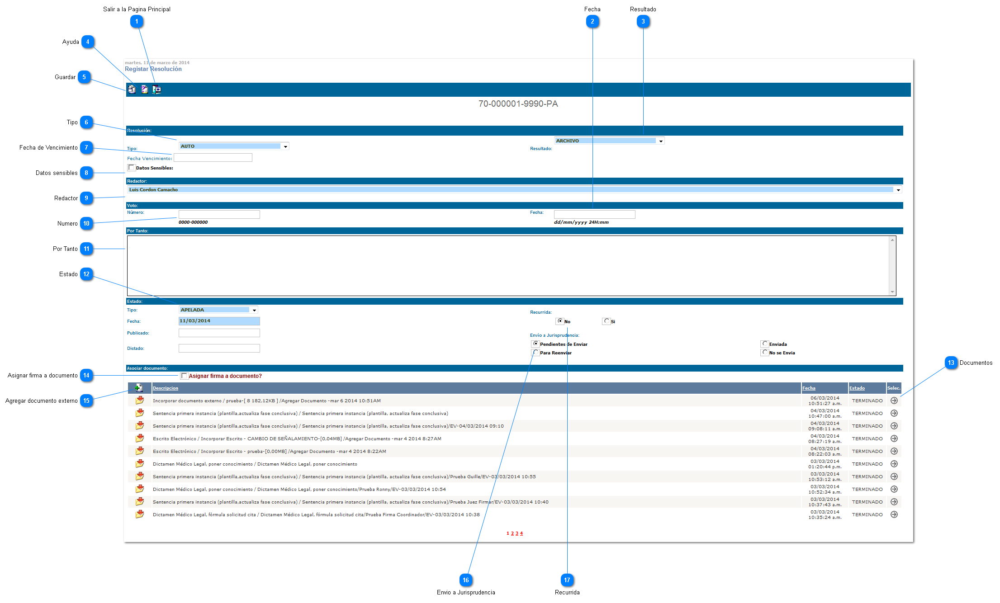 Salir a la Pagina Principal
1
Fecha
2
Resultado
3
Ayuda 4
Guardar 5
martes, 11 de marzo de 2014
Registar Resolución
70-000001-9990-PA
Tipo 6
Resolución:
Tipo: AUTO
Resultado: ARCHIVO
Fecha de Vencimiento 7
Fecha Vencimiento:
Datos sensibles 8
Datos Sensibles:
Redactor:
Luis Cordon Camacho
Redactor 9
Voto:
Número:
0000-000000
Fecha:
dd/mm/yyyy 24H:mm
Numero 10
Por Tanto:
Por Tanto 11
Estado 12
Estado:
Tipo: APELADA
Fecha: 11/03/2014
Publicado:
Dictado:
Recurrida:
No Si
Envio a Jurisprudencia:
Pendientes de Enviar Enviada
Para Reenviar No se Envia
13 Documentos
Asociar documento:
Asignar firma a documento 14
Asignar firma a documento?
Agregar documento externo 15
Descripcion Fecha Estado Selec.
Incorporar documento externo / prueba-[ 8 182,12KB ] /Agregar Documento -mar 6 2014 10:51AM 06/03/2014 10:51:27 a.m. TERMINADO
Sentencia primera instancia (plantilla,actualiza fase conclusiva) / Sentencia primera instancia (plantilla, actualiza fase conclusiva) 04/03/2014 10:47:00 a.m. TERMINADO
Sentencia primera instancia (plantilla,actualiza fase conclusiva) / Sentencia primera instancia (plantilla, actualiza fase conclusiva)/EV-04/03/2014 09:10 04/03/2014 09:08:11 a.m. TERMINADO
Escrito Electrónico / Incorporar Escrito - CAMBIO DE SEÑALAMIENTO-[0,04MB] /Agregar Documento -mar 4 2014 8:27AM 04/03/2014 08:27:19 a.m. TERMINADO
Escrito Electrónico / Incorporar Escrito - prueba-[0,00MB] /Agregar Documento -mar 4 2014 8:22AM 04/03/2014 08:22:03 a.m. TERMINADO
Dictamen Médico Legal, poner conocimiento / Dictamen Médico Legal, poner conocimiento 03/03/2014 01:20:44 p.m. TERMINADO
Sentencia primera instancia (plantilla,actualiza fase conclusiva) / Sentencia primera instancia (plantilla, actualiza fase conclusiva)/Prueba Guille/EV-03/03/2014 10:55 03/03/2014 10:53:12 a.m. TERMINADO
Dictamen Médico Legal, poner conocimiento / Dictamen Médico Legal, poner conocimiento/Prueba Ronny/EV-03/03/2014 10:54 03/03/2014 10:52:34 a.m. TERMINADO
Sentencia primera instancia (plantilla,actualiza fase conclusiva) / Sentencia primera instancia (plantilla, actualiza fase conclusiva)/Prueba Juez Firmar/EV-03/03/2014 10:40 03/03/2014 10:37:43 a.m. TERMINADO
Dictamen Médico Legal, fórmula solicitud cita / Dictamen Médico Legal, fórmula solicitud cita/Prueba Firma Coordinador/EV-03/03/2014 10:38 03/03/2014 10:35:24 a.m. TERMINADO
1 2 3 4
16
Envio a Jurisprudencia
17
Recurrida